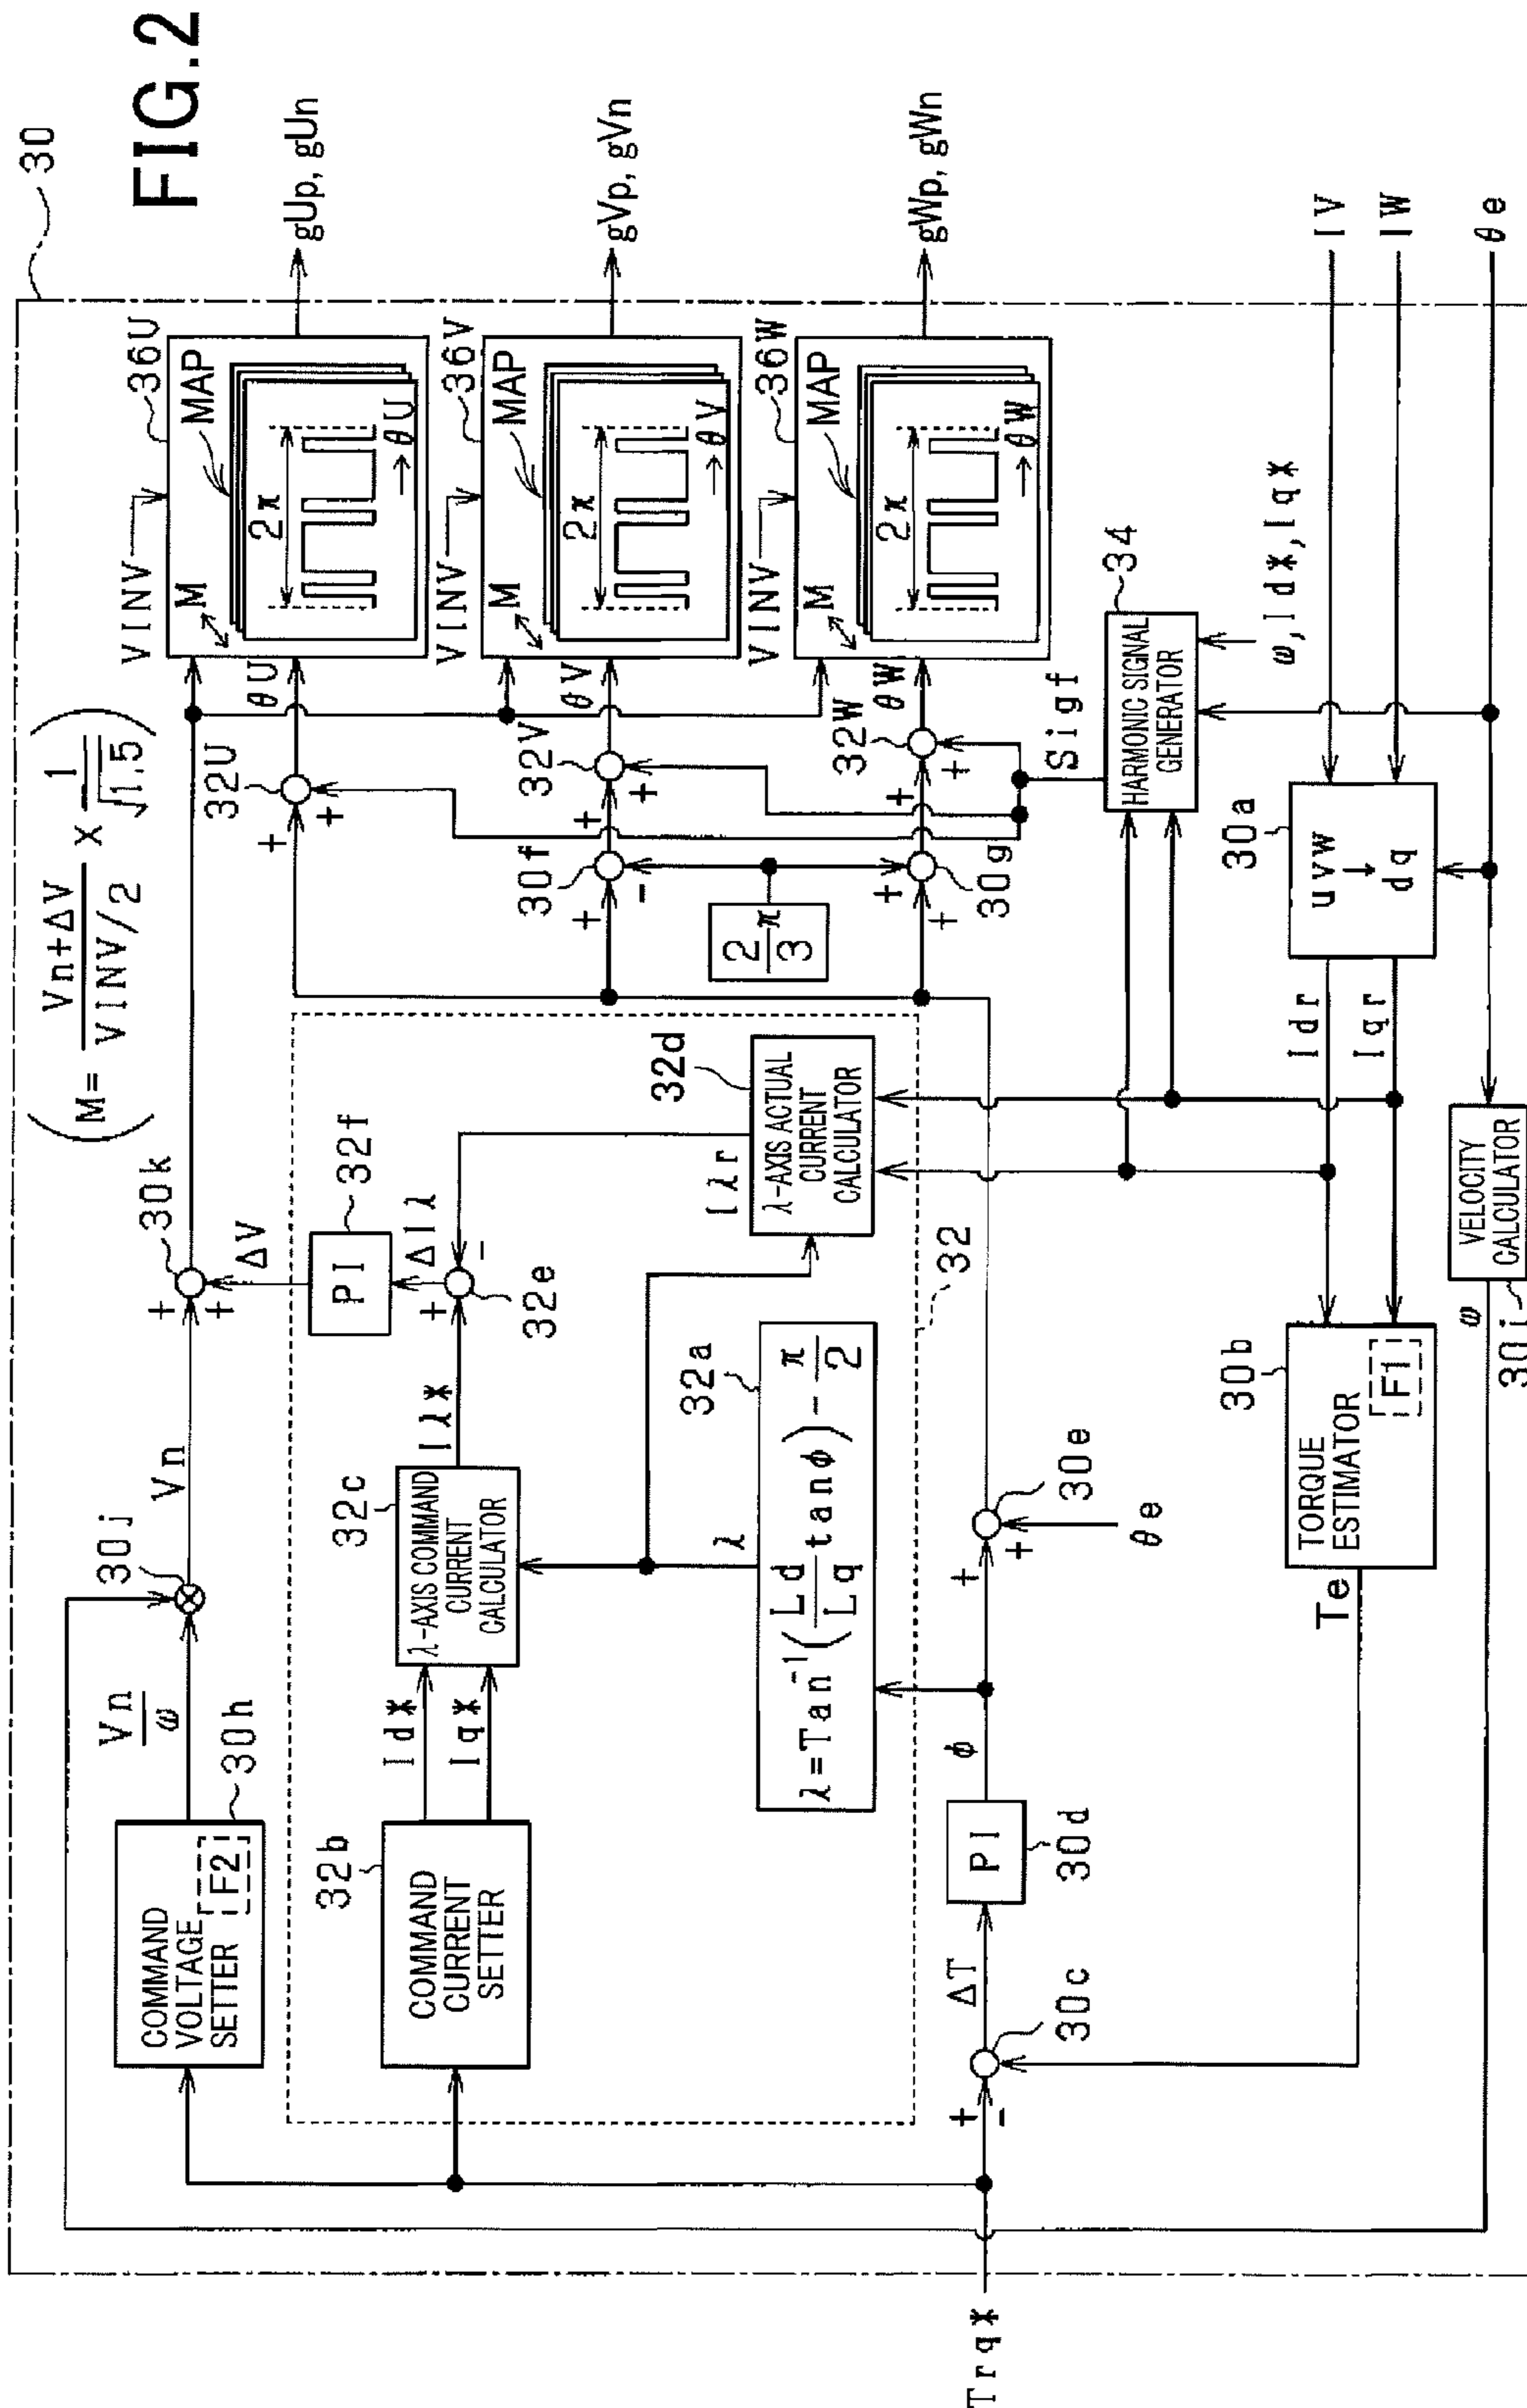 FIG.2
30
( M = Vn+ΔV / VINV/2 × 1 / √1.5 )
COMMAND
VOLTAGE
SETTER
F2
30h
Vn / ω
30j
Vn
30k
+
+
ΔV
VINV
36U
M
MAP
2π
→ θU
gUp, gUn
θU
32U
+
+
VINV
36V
M
MAP
2π
→ θV
gVp, gVn
θV
32V
+
+
VINV
36W
M
MAP
2π
→ θW
gWp, gWn
θW
32W
+
+
32b
COMMAND
CURRENT
SETTER
Id*
Iq*
32c
λ-AXIS COMMAND
CURRENT
CALCULATOR
Iλ*
+
-
32e
ΔIλ
PI
32f
Iλr
32d
λ-AXIS ACTUAL
CURRENT
CALCULATOR
32
32a
λ
λ=Tan⁻¹(Ld/Lq tanφ) - π/2
30f
+
-
2/3 π
30g
+
+
Trq*
+
-
30c
ΔT
PI
30d
φ
+
+
30e
θe
Sigf
34
HARMONIC SIGNAL
GENERATOR
ω, Id*, Iq*
Te
30b
TORQUE
ESTIMATOR
F1
Idr
Iqr
30a
uvw
↓
dq
IV
IW
θe
ω
VELOCITY
CALCULATOR
30i